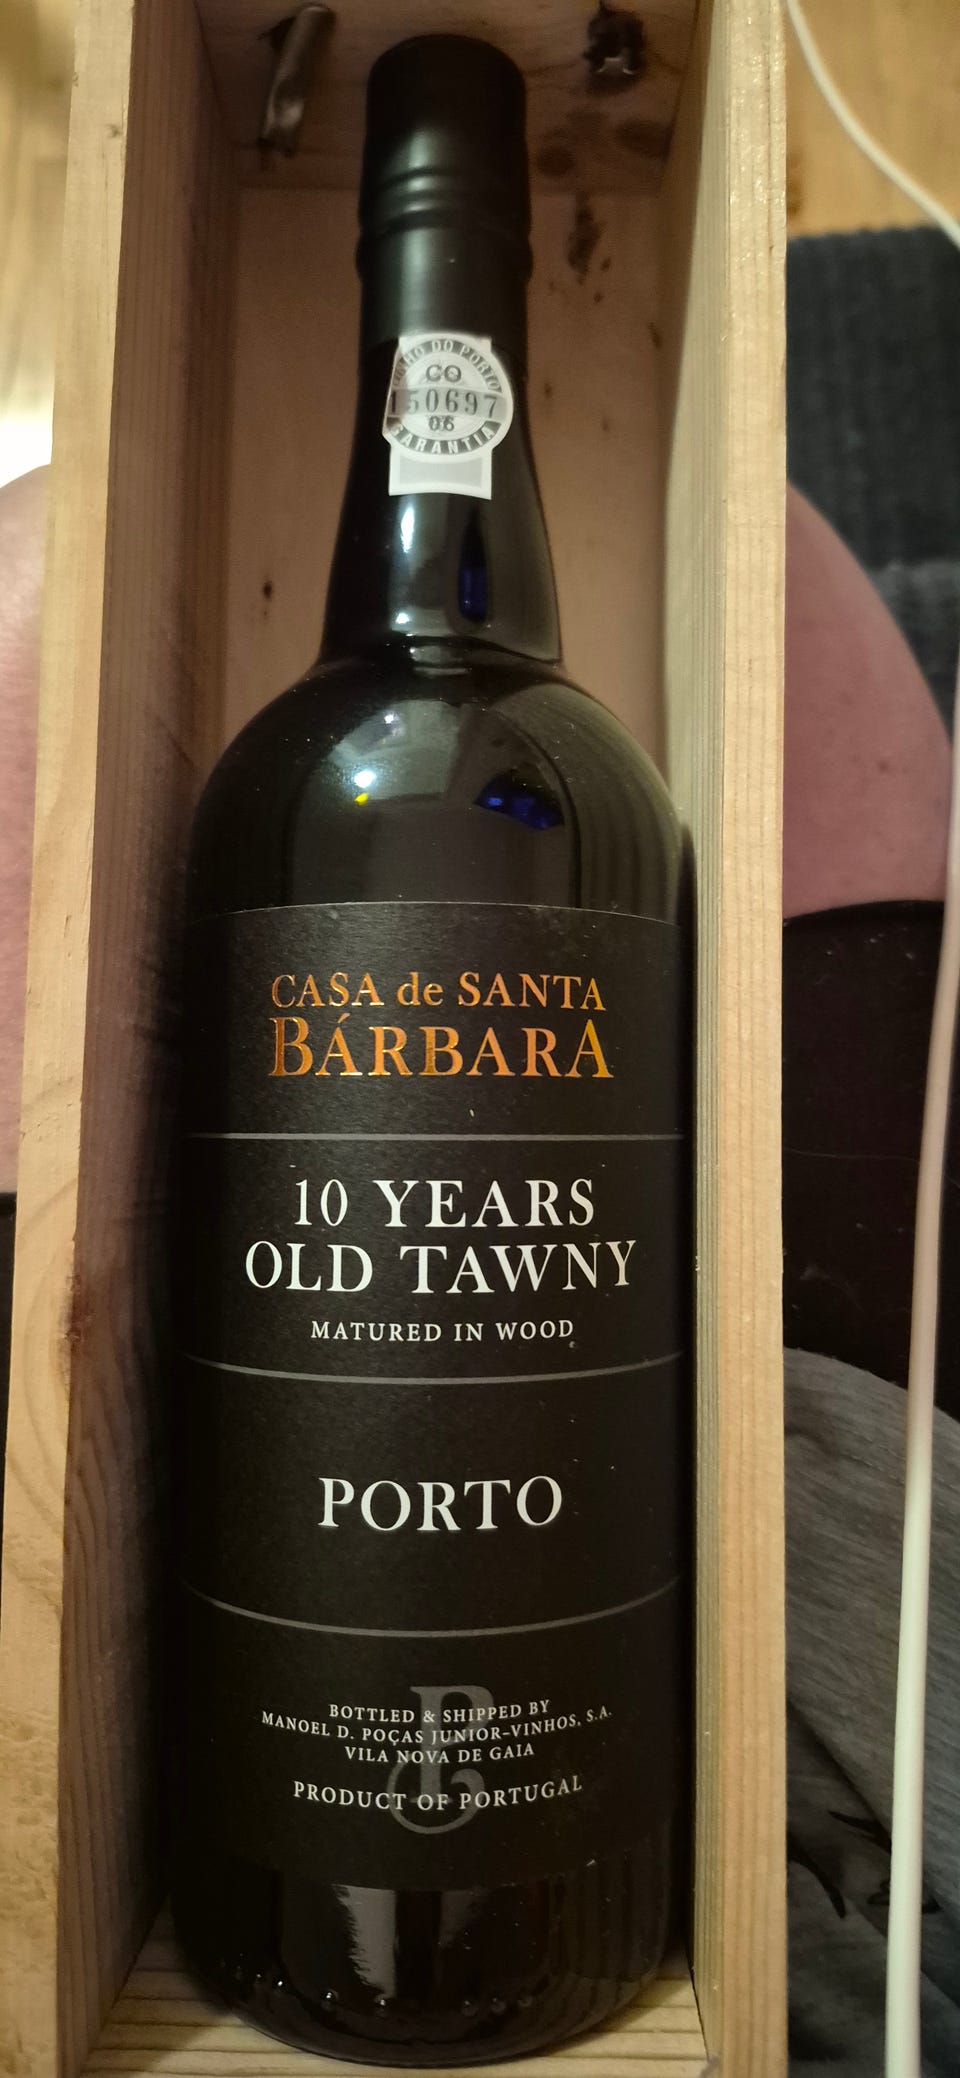 VINHO DO PORTO
CO
150697
06
GARANTIA
CASA de SANTA
BÁRBARA
10 YEARS
OLD TAWNY
MATURED IN WOOD
PORTO
BOTTLED & SHIPPED BY
MANOEL D. POÇAS JUNIOR-VINHOS, S.A.
VILA NOVA DE GAIA
PRODUCT OF PORTUGAL